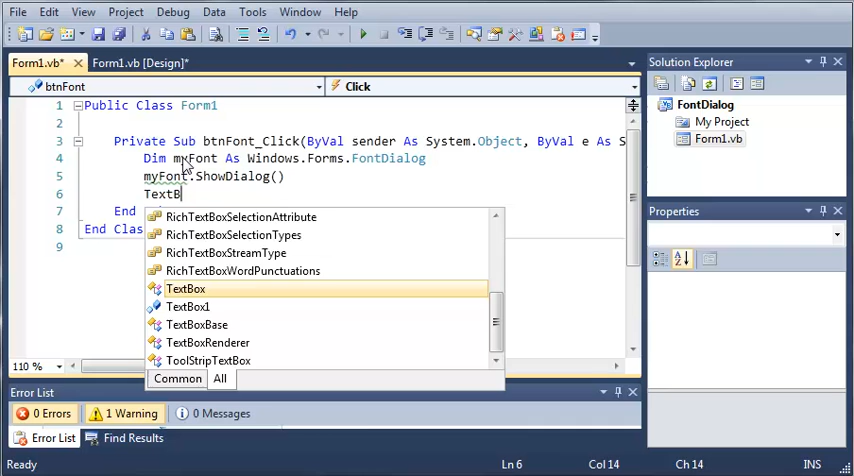 File Edit View Project Debug Data Tools Window Help
Form1.vb* Form1.vb [Design]*
btnFont Click
1 Public Class Form1
2
3 Private Sub btnFont_Click(ByVal sender As System.Object, ByVal e As S
4 Dim myFont As Windows.Forms.FontDialog
5 myFont.ShowDialog()
6 TextB
7 End
8 End Clas
9
RichTextBoxSelectionAttribute
RichTextBoxSelectionTypes
RichTextBoxStreamType
RichTextBoxWordPunctuations
TextBox
TextBox1
TextBoxBase
TextBoxRenderer
ToolStripTextBox
Common All
110 %
Error List
0 Errors 1 Warning 0 Messages
Error List Find Results
Ready Ln 6 Col 14 Ch 14 INS
Solution Explorer
FontDialog
My Project
Form1.vb
Properties